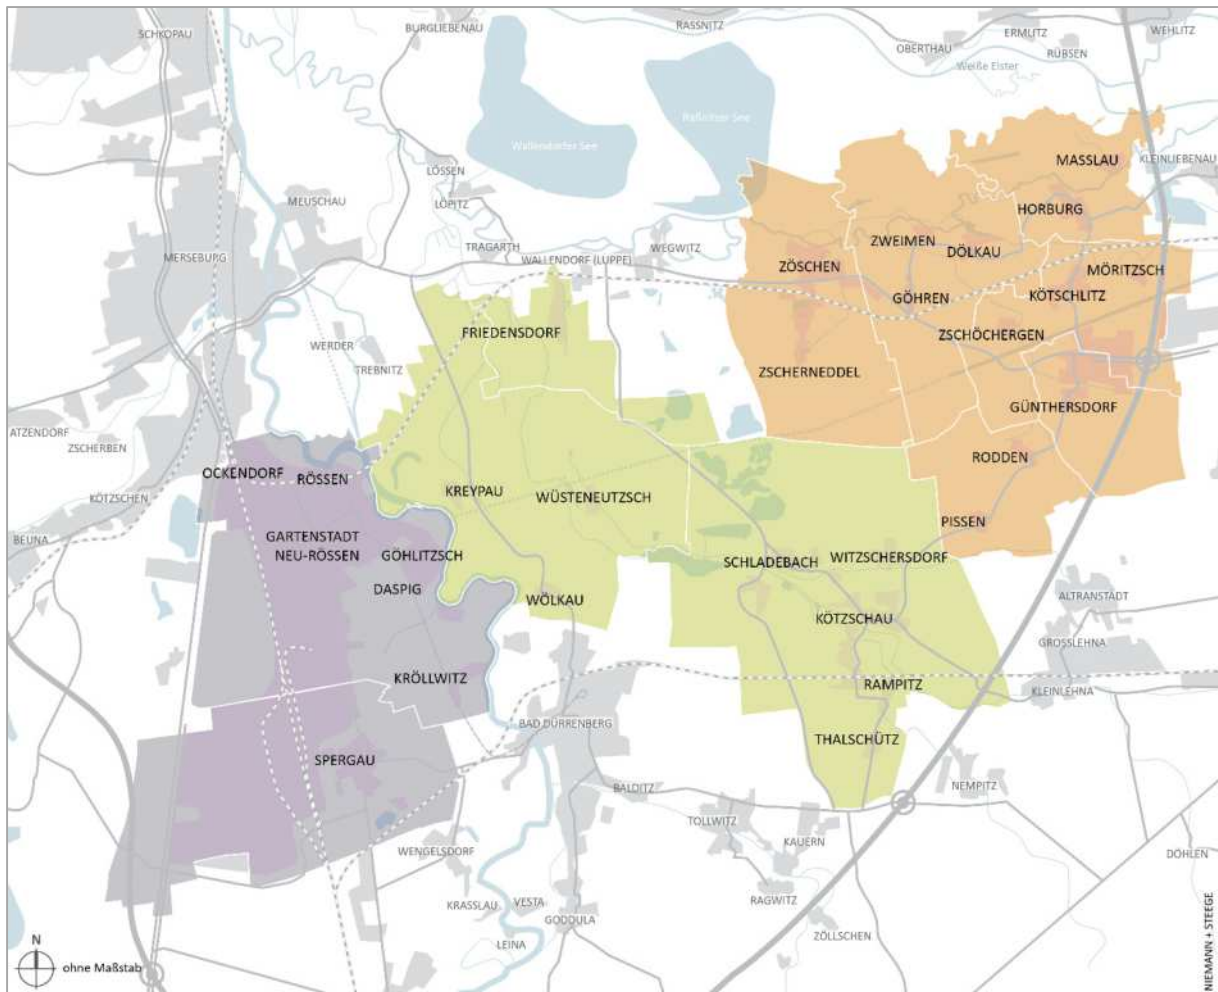 SCHKOPAU
BURGLIEBENAU
RASSNITZ
ERMLITZ
WEHLITZ
OBERTHAU
RÜBSEN
Weiße Elster
Raßnitzer See
Wallendorfer See
MASSLAU
KLEINLIEBENAU
LÖSSEN
LÖPITZ
MEUSCHAU
HORBURG
TRAGARTH
WEGWITZ
ZWEIMEN
DÖLKAU
MERSEBURG
WALLENDORF (LUPPE)
ZÖSCHEN
MÖRITZSCH
GÖHREN
KÖTSCHLITZ
FRIEDENSDORF
ZSCHÖCHERGEN
WERDER
TREBNITZ
ZSCHERNEDDEL
GÜNTHERSDORF
ATZENDORF
ZSCHERBEN
RODDEN
OCKENDORF
RÖSSEN
KÖTZSCHEN
KREYPAU
WÜSTENEUTZSCH
PISSEN
BEUNA
GARTENSTADT
NEU-RÖSSEN
GÖHLITZSCH
SCHLADEBACH
WITZSCHERSDORF
DASPIG
WÖLKAU
ALTRANSTÄDT
KÖTZSCHAU
GROSSLEHNA
KRÖLLWITZ
RAMPITZ
KLEINLEHNA
BAD DÜRRENBERG
SPERGAU
THALSCHÜTZ
BALDITZ
NEMPITZ
TOLLWITZ
KAUERN
WENGELSDORF
DÖHLEN
KRASSLAU
VESTA
RAGWITZ
GODDULA
LEINA
ZÖLLSCHEN
N
ohne Maßstab
NIEMANN + STEEGE